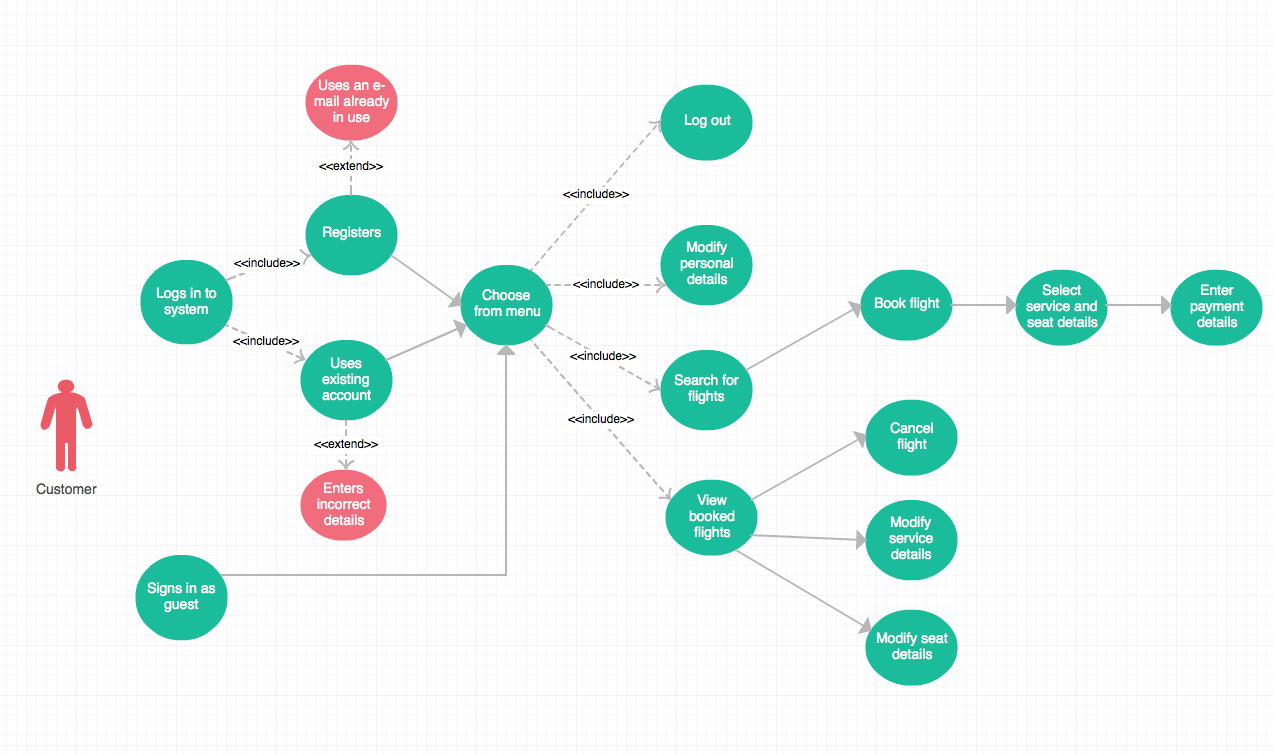 Uses an e-
mail already
in use
<<extend>>
Registers
<<include>>
Logs in to
system
<<include>>
Uses
existing
account
<<extend>>
Enters
incorrect
details
Customer
Signs in as
guest
Choose
from menu
<<include>>
<<include>>
<<include>>
<<include>>
Log out
Modify
personal
details
Search for
flights
View
booked
flights
Book flight
Select
service and
seat details
Enter
payment
details
Cancel
flight
Modify
service
details
Modify seat
details